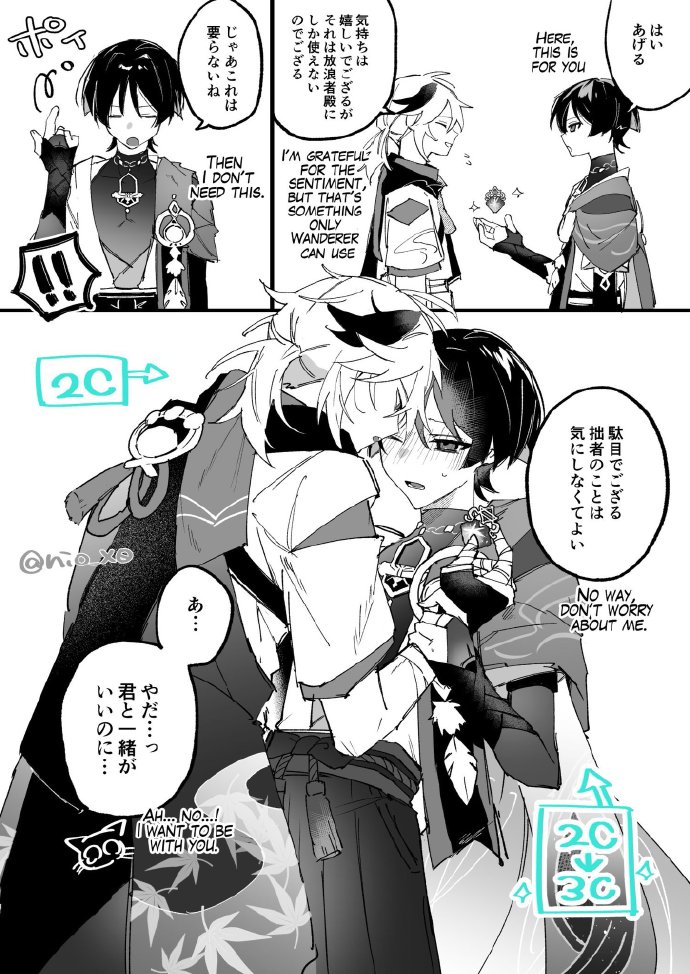 はい
あげる
HERE,
THIS IS
FOR YOU
気持ちは
嬉しいでござるが
それは放浪者殿に
しか使えない
のでござる
I'M GRATEFUL
FOR THE
SENTIMENT,
BUT THAT'S
SOMETHING
ONLY
WANDERER
CAN USE
じゃあこれは
要らないね
THEN
I DON'T
NEED THIS.
ポイ
!!
2C→
駄目でござる
拙者のことは
気にしなくてよい
NO WAY,
DON'T WORRY
ABOUT ME.
@nio_xo
あ…
やだ…っ
君と一緒が
いいのに…
AH... NO...!
I WANT TO BE
WITH YOU.
2C
↓
3C